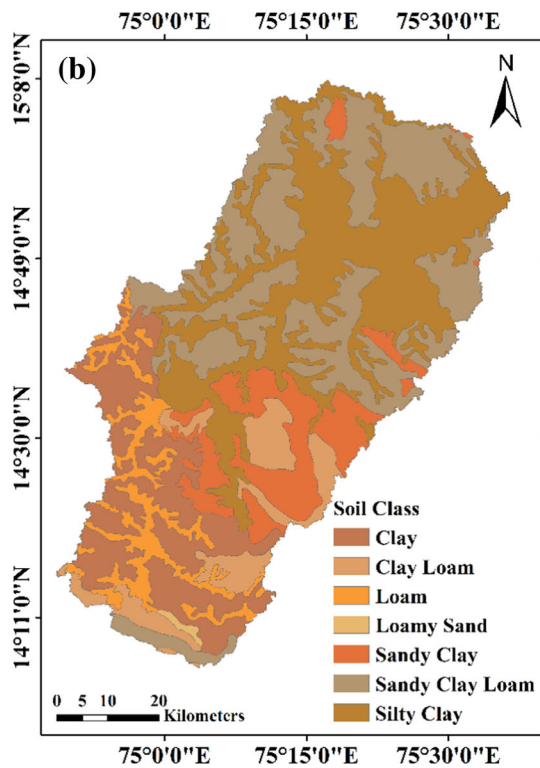 75°0'0"E 75°15'0"E 75°30'0"E
(b)
N
15°8'0"N
14°49'0"N
14°30'0"N
14°11'0"N
Soil Class
Clay
Clay Loam
Loam
Loamy Sand
Sandy Clay
Sandy Clay Loam
Silty Clay
0 5 10 20
Kilometers
75°0'0"E 75°15'0"E 75°30'0"E